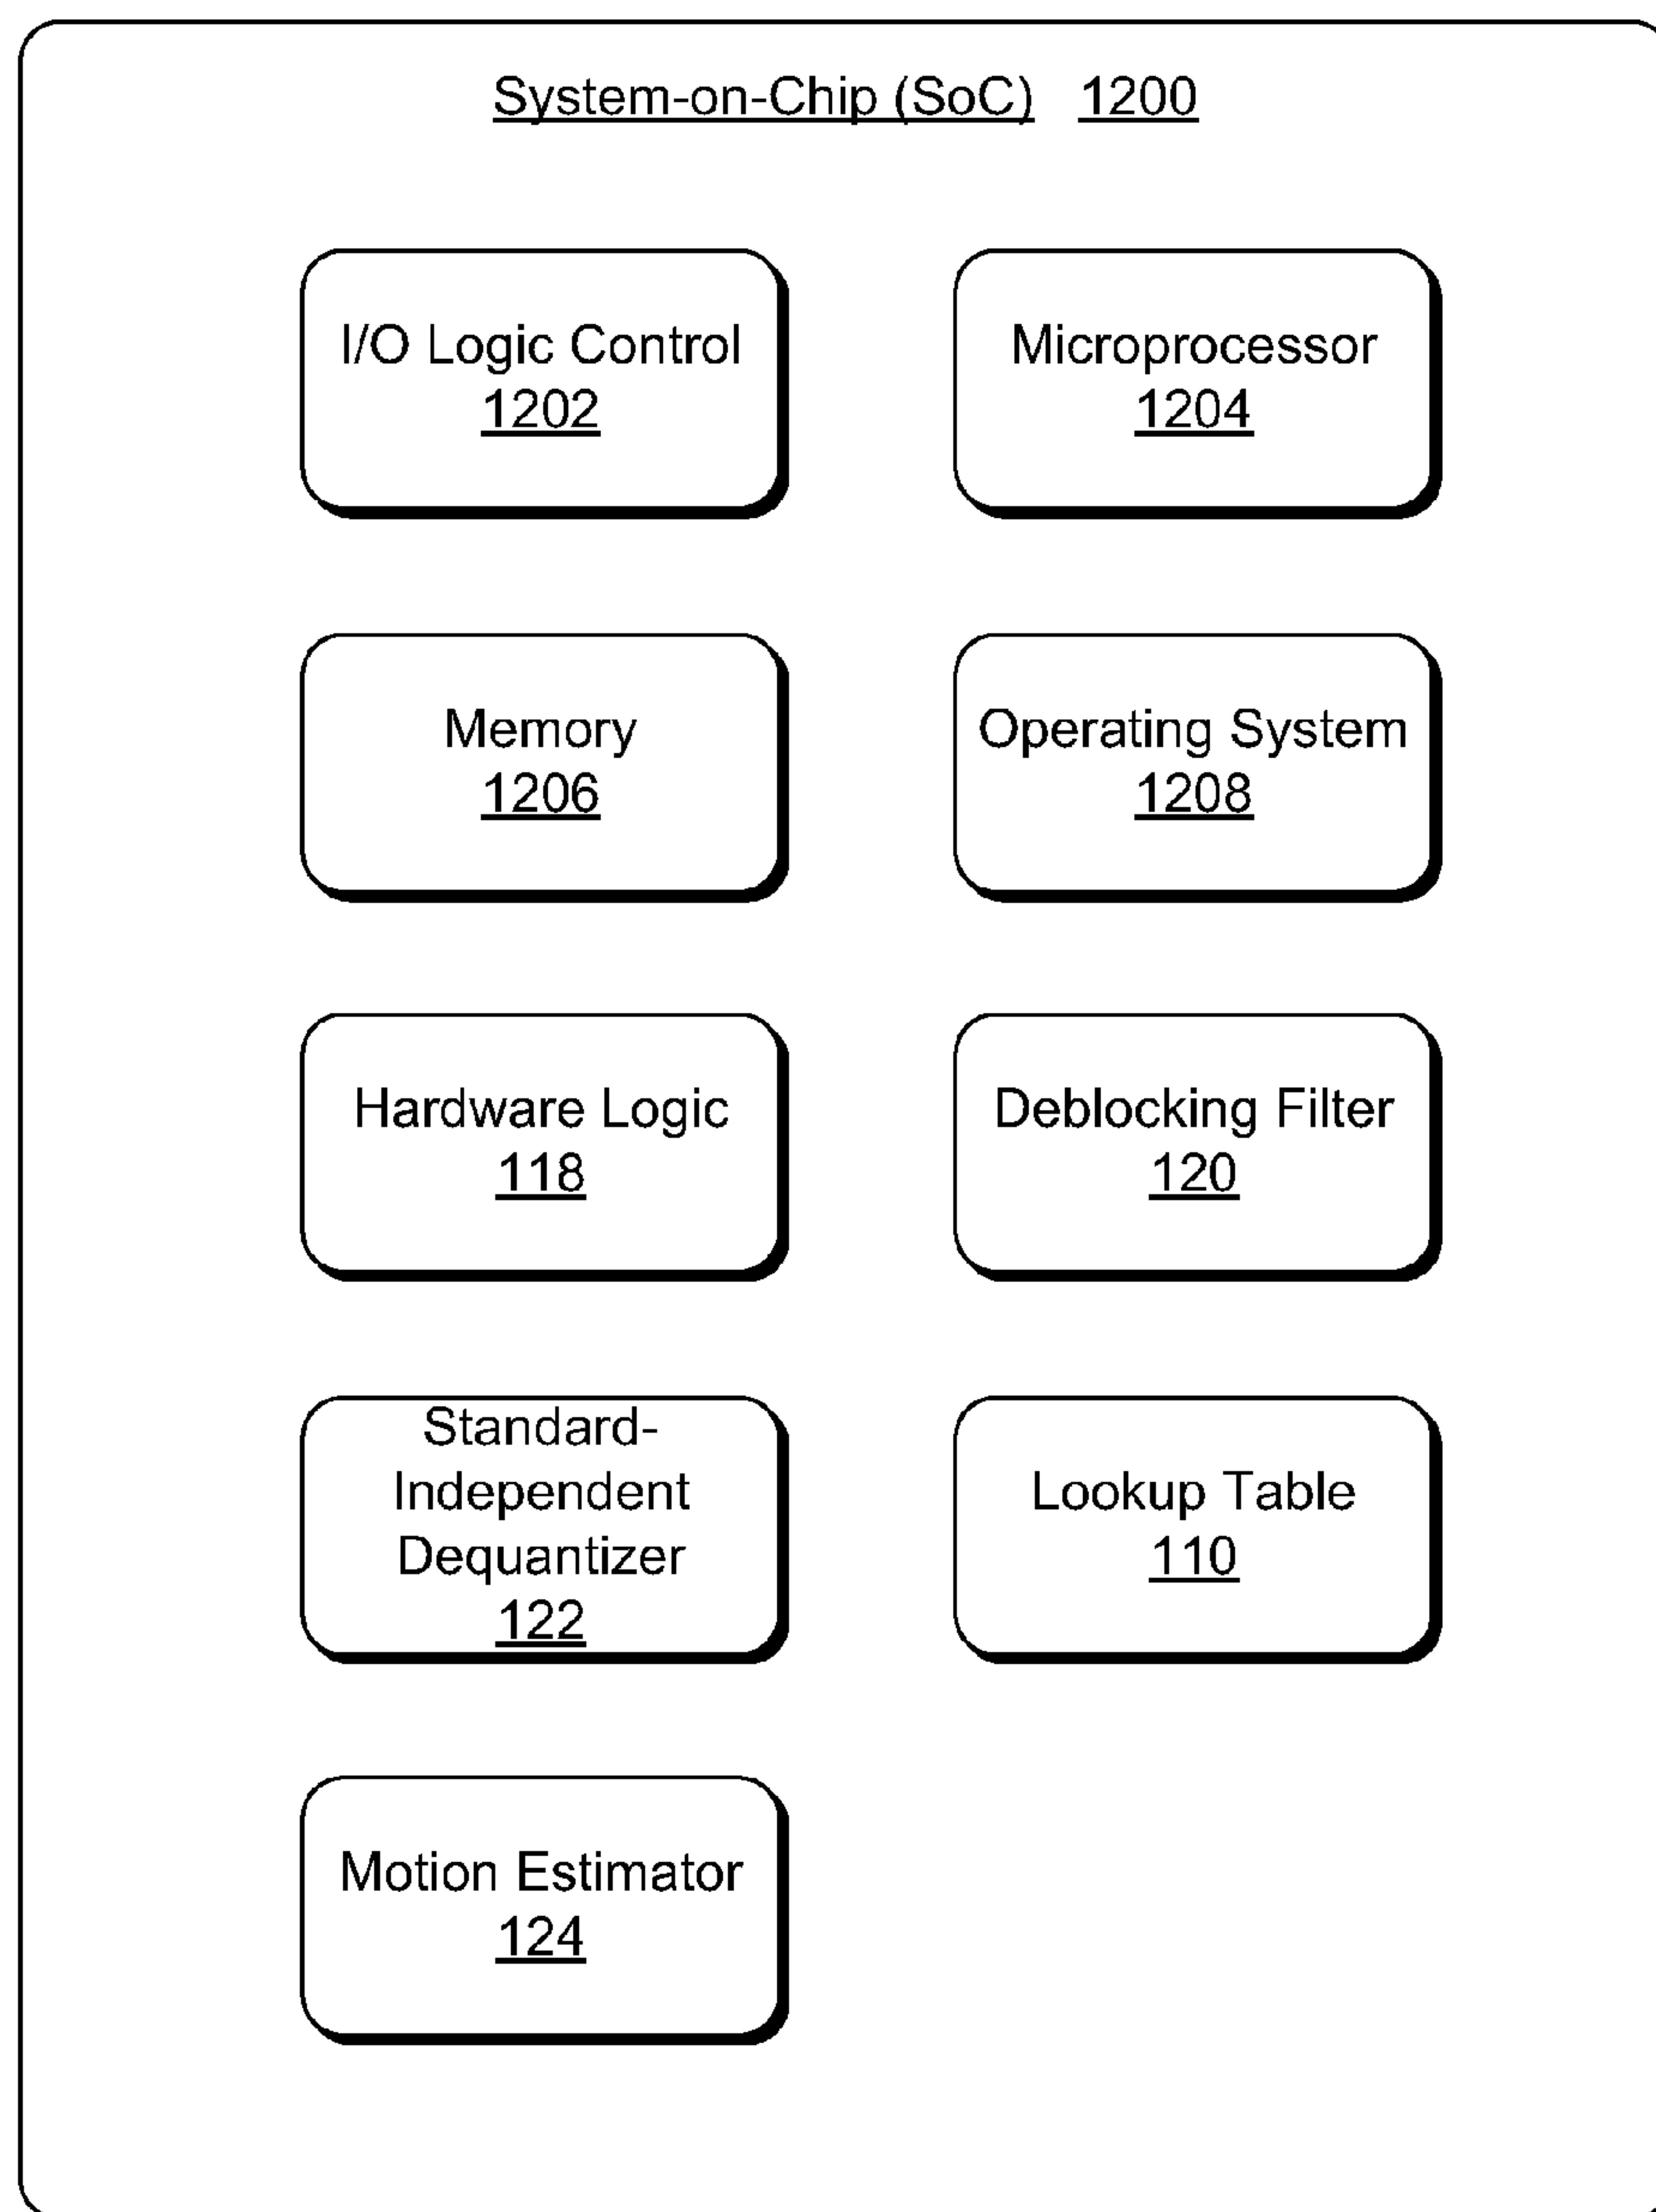 System-on-Chip (SoC) 1200
I/O Logic Control
1202
Microprocessor
1204
Memory
1206
Operating System
1208
Hardware Logic
118
Deblocking Filter
120
Standard-
Independent
Dequantizer
122
Lookup Table
110
Motion Estimator
124